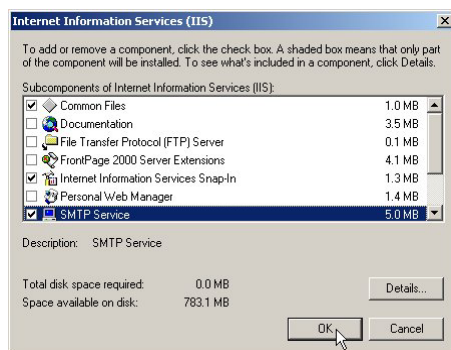 Internet Information Services (IIS)
To add or remove a component, click the check box. A shaded box means that only part
of the component will be installed. To see what's included in a component, click Details.
Subcomponents of Internet Information Services (IIS):
Common Files 1.0 MB
Documentation 3.5 MB
File Transfer Protocol (FTP) Server 0.1 MB
FrontPage 2000 Server Extensions 4.1 MB
Internet Information Services Snap-In 1.3 MB
Personal Web Manager 1.4 MB
SMTP Service 5.0 MB
Description: SMTP Service
Total disk space required: 0.0 MB
Space available on disk: 783.1 MB
Details...
OK Cancel